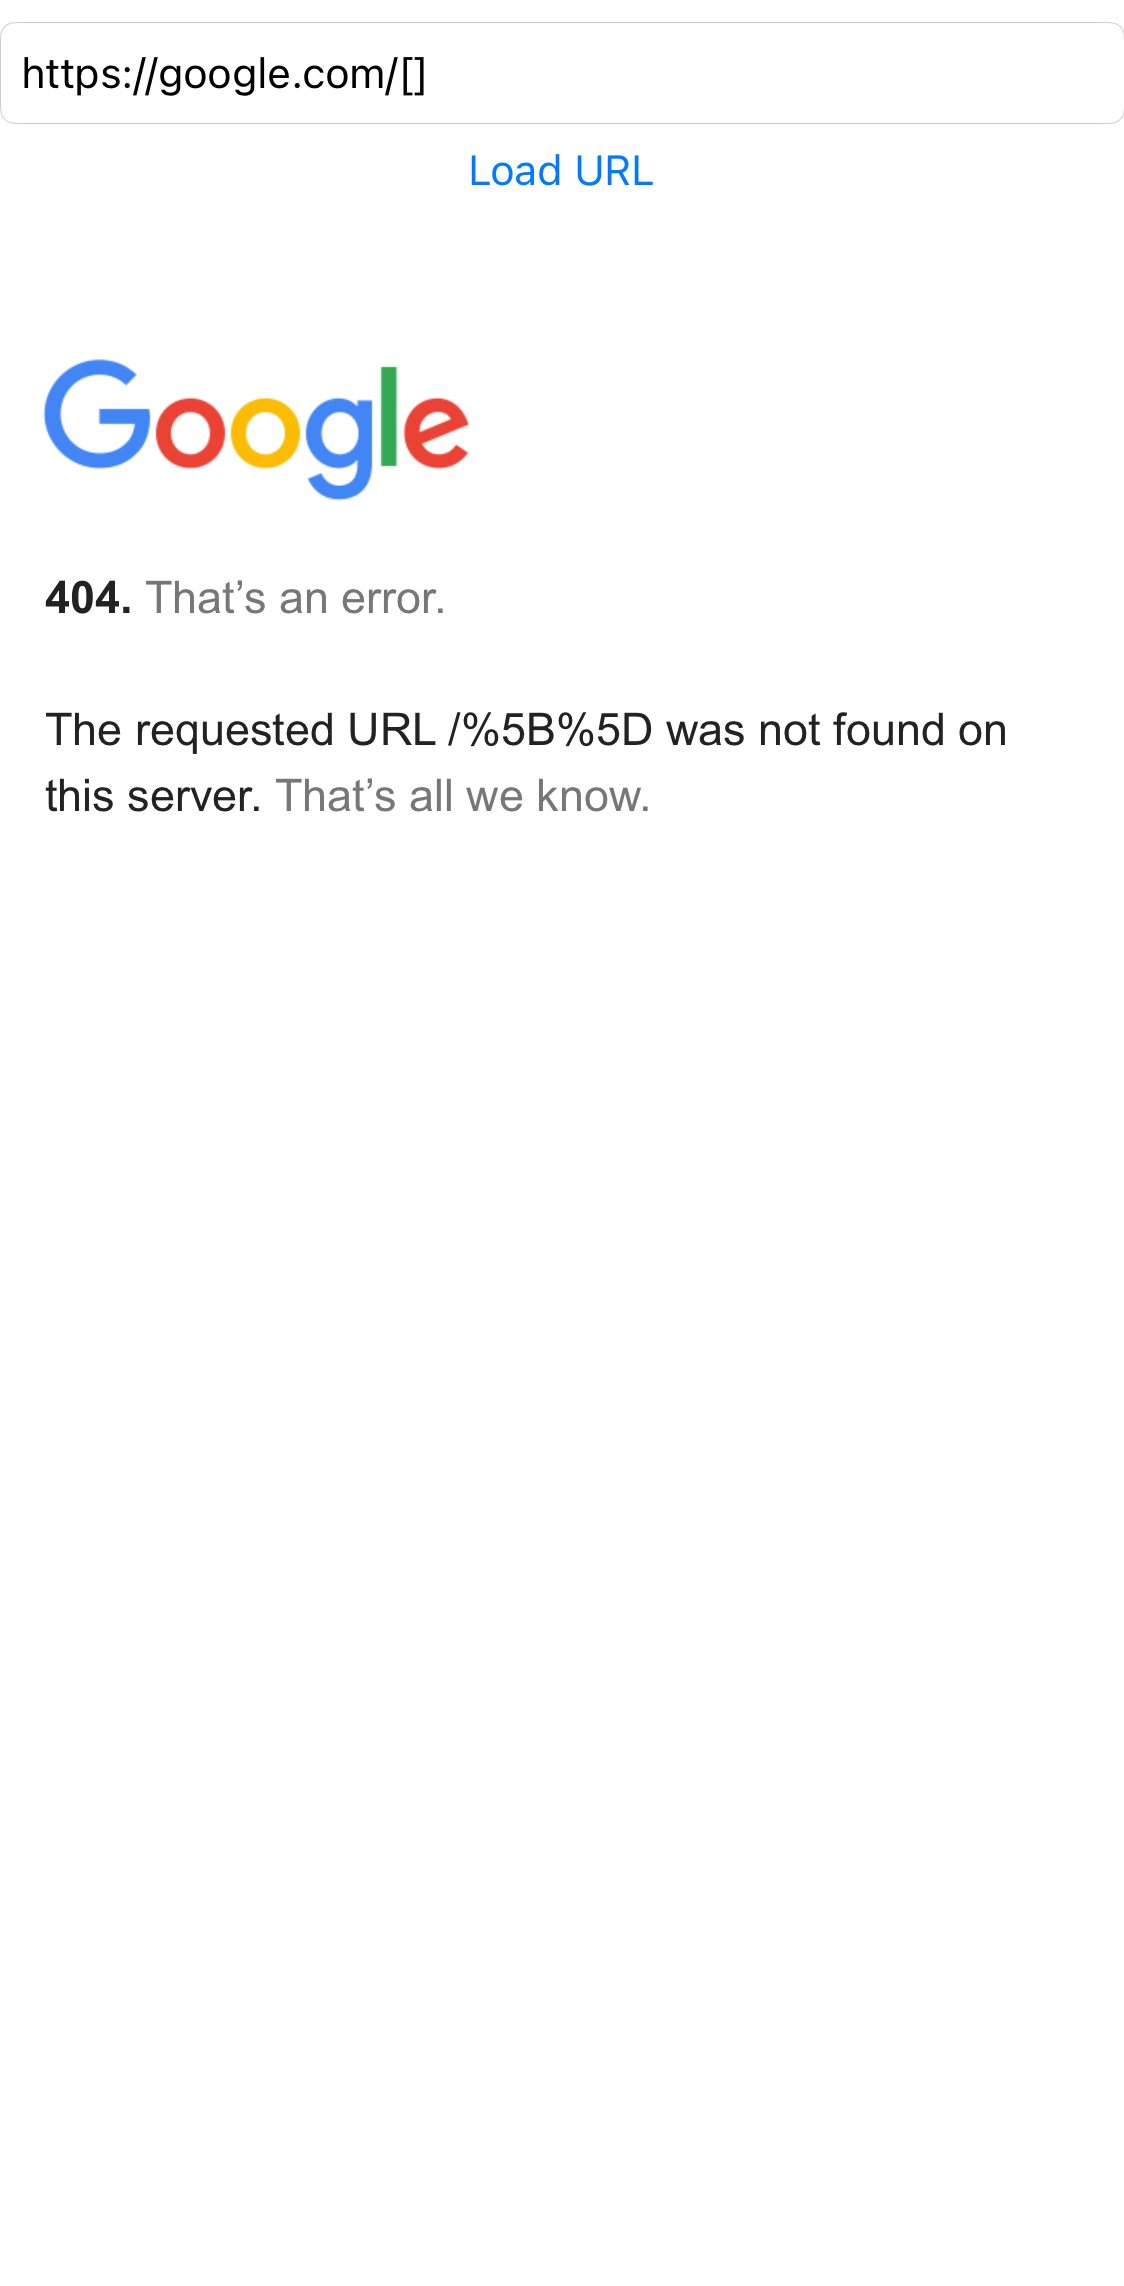 https://google.com/[]
Load URL
Google
404. That’s an error.
The requested URL /%5B%5D was not found on
this server. That’s all we know.